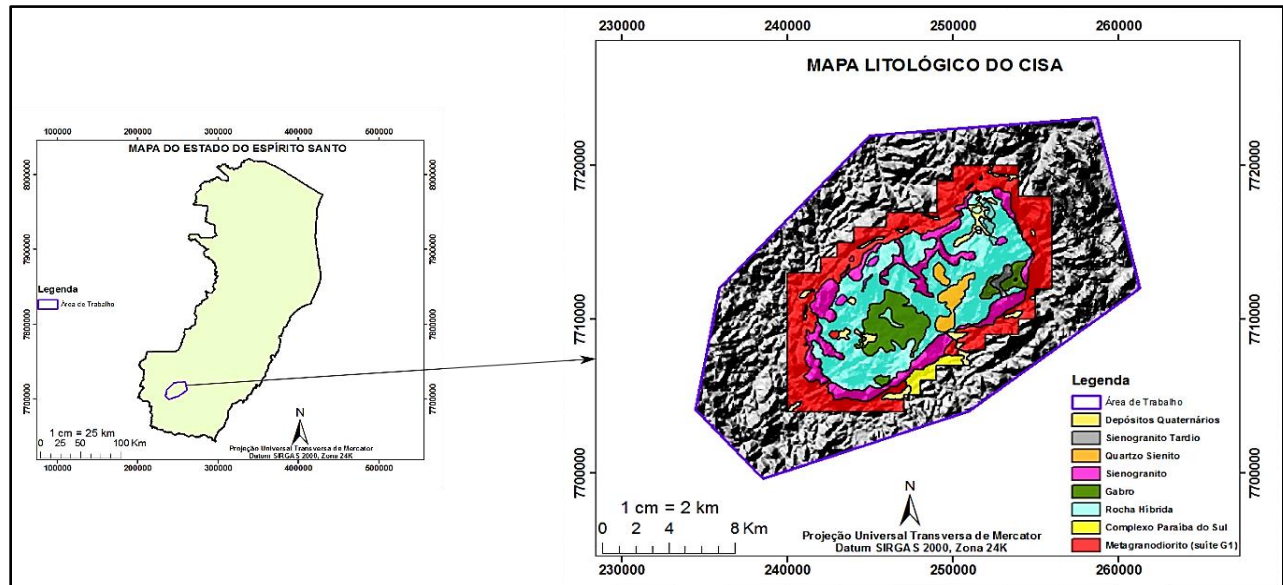 100000 200000 300000 400000 500000
MAPA DO ESTADO DO ESPÍRITO SANTO
8000000 8000000
7900000 7900000
7800000 7800000
7700000 7700000
Legenda
Área de Trabalho
N
1 cm = 25 km
0 25 50 100 Km
Projeção Universal Transversa de Mercator
Datum SIRGAS 2000, Zona 24K
100000 200000 300000 400000 500000
230000 240000 250000 260000
MAPA LITOLÓGICO DO CISA
7720000 7720000
7710000 7710000
7700000 7700000
Legenda
Área de Trabalho
Depósitos Quaternários
Sienogranito Tardio
Quartzo Sienito
Sienogranito
Gabro
Rocha Híbrida
Complexo Paraíba do Sul
Metagranodiorito (suíte G1)
N
1 cm = 2 km
0 2 4 8 Km
Projeção Universal Transversa de Mercator
Datum SIRGAS 2000, Zona 24K
230000 240000 250000 260000